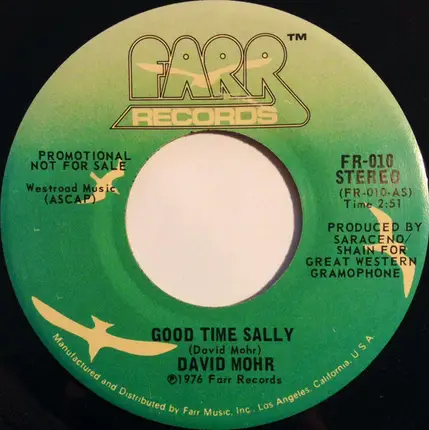 FARR™
RECORDS
PROMOTIONAL
NOT FOR SALE
Westroad Music
(ASCAP)
FR-010
STEREO
(FR-010-AS)
Time 2:51
PRODUCED BY
SARACENO/
SHAIN FOR
GREAT WESTERN
GRAMOPHONE
GOOD TIME SALLY
(David Mohr)
DAVID MOHR
℗1976 Farr Records
Manufactured and Distributed by Farr Music, Inc. Los Angeles, California, U.S.A.